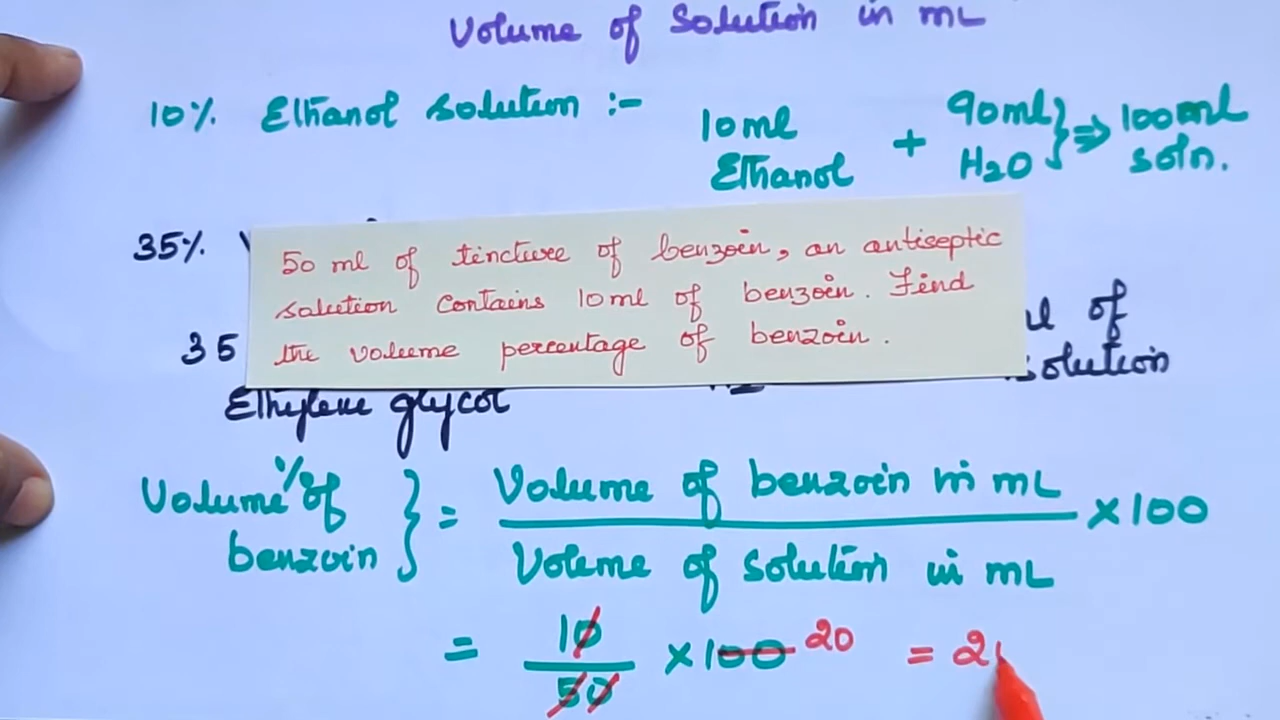 Volume of Solution in mL
10% Ethanol solution :-
10ml + 90ml } ⇒ 100ml
Ethanol H2O soln.
35%
50 ml of tincture of benzoin, an antiseptic
solution contains 10ml of benzoin. Find
the volume percentage of benzoin.
35 of
Ethylene glycol solution
Volume % of benzoin } = Volume of benzoin in mL / Volume of solution in mL × 100
= 10 / 50 × 100 20 = 2